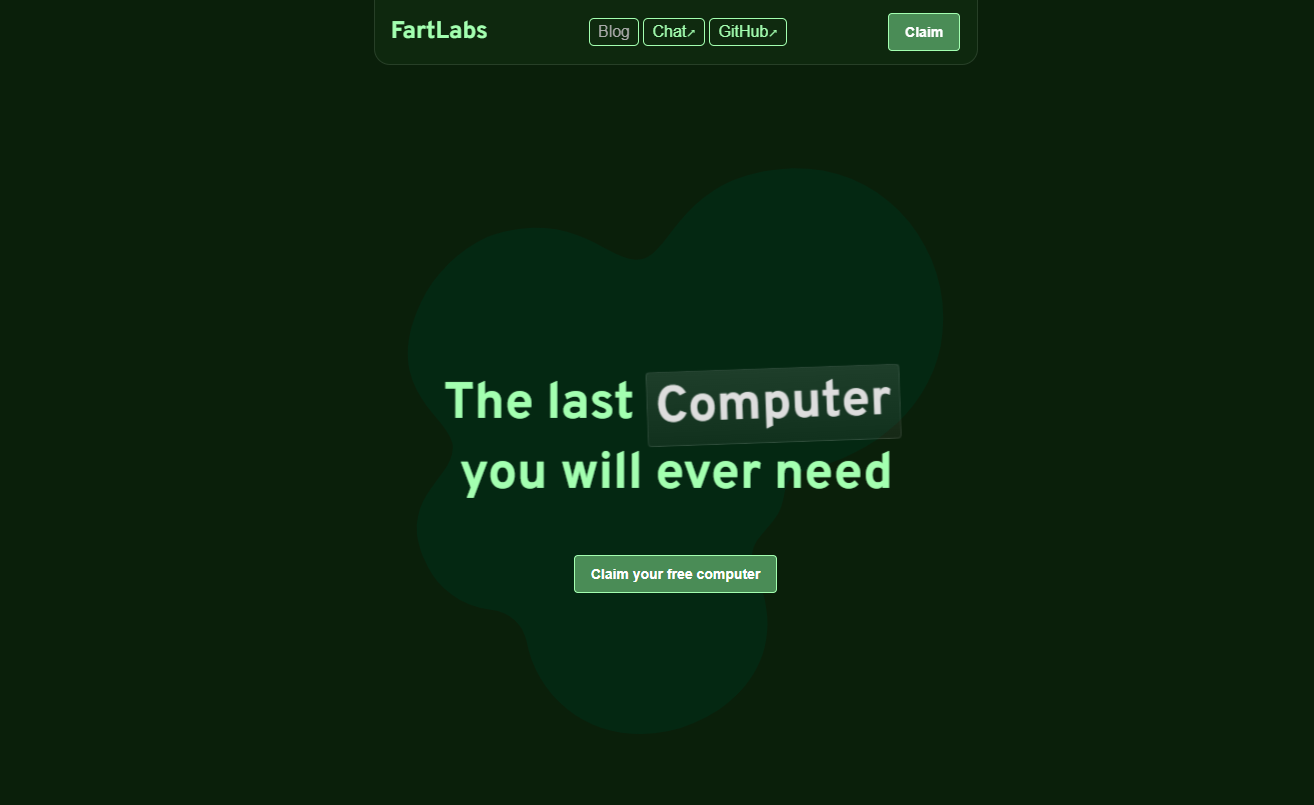 FartLabs
Blog Chat↗ GitHub↗
Claim
The last Computer
you will ever need
Claim your free computer